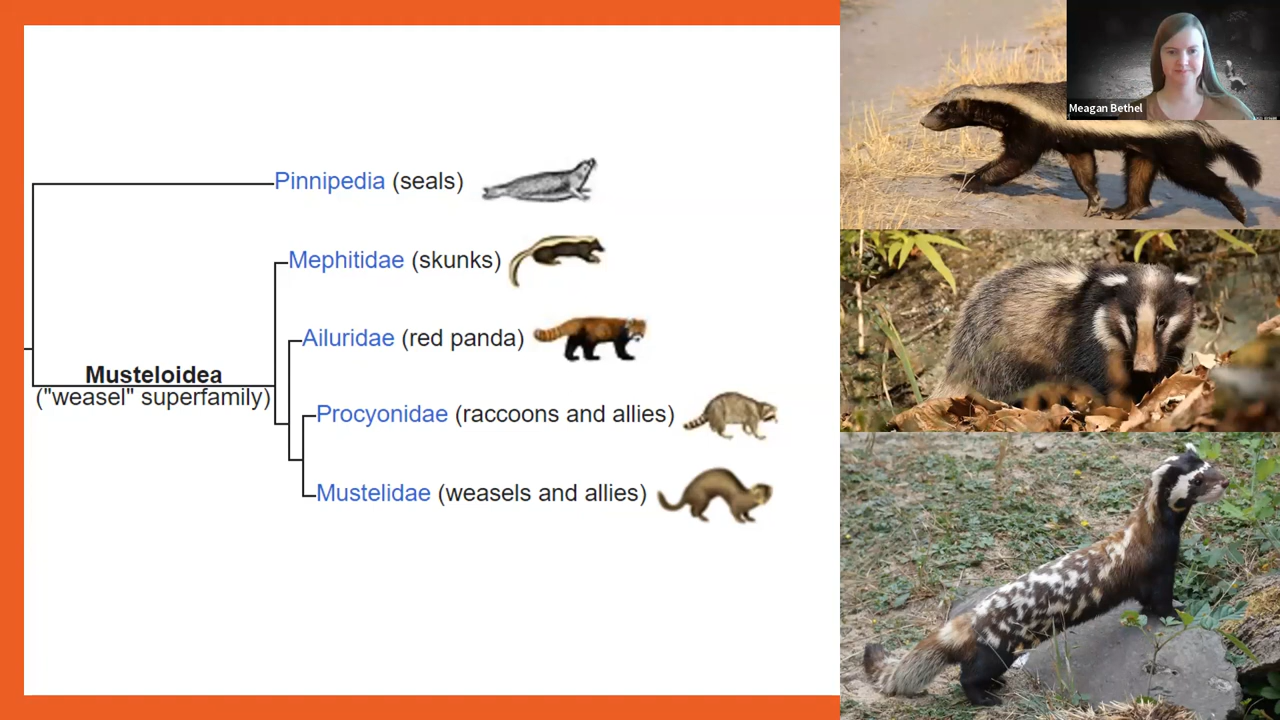 Pinnipedia (seals)
Mephitidae (skunks)
Ailuridae (red panda)
Musteloidea
("weasel" superfamily)
Procyonidae (raccoons and allies)
Mustelidae (weasels and allies)
Meagan Bethel